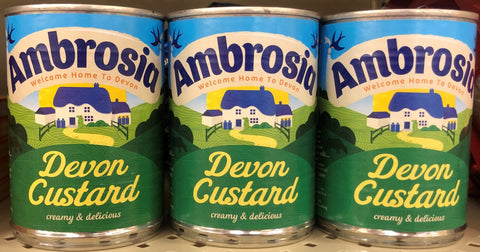 Ambrosia
Welcome Home To Devon
Devon
Custard
creamy & delicious
Ambrosia
Welcome Home To Devon
Devon
Custard
creamy & delicious
Ambrosia
Welcome Home To Devon
Devon
Custard
creamy & delicious